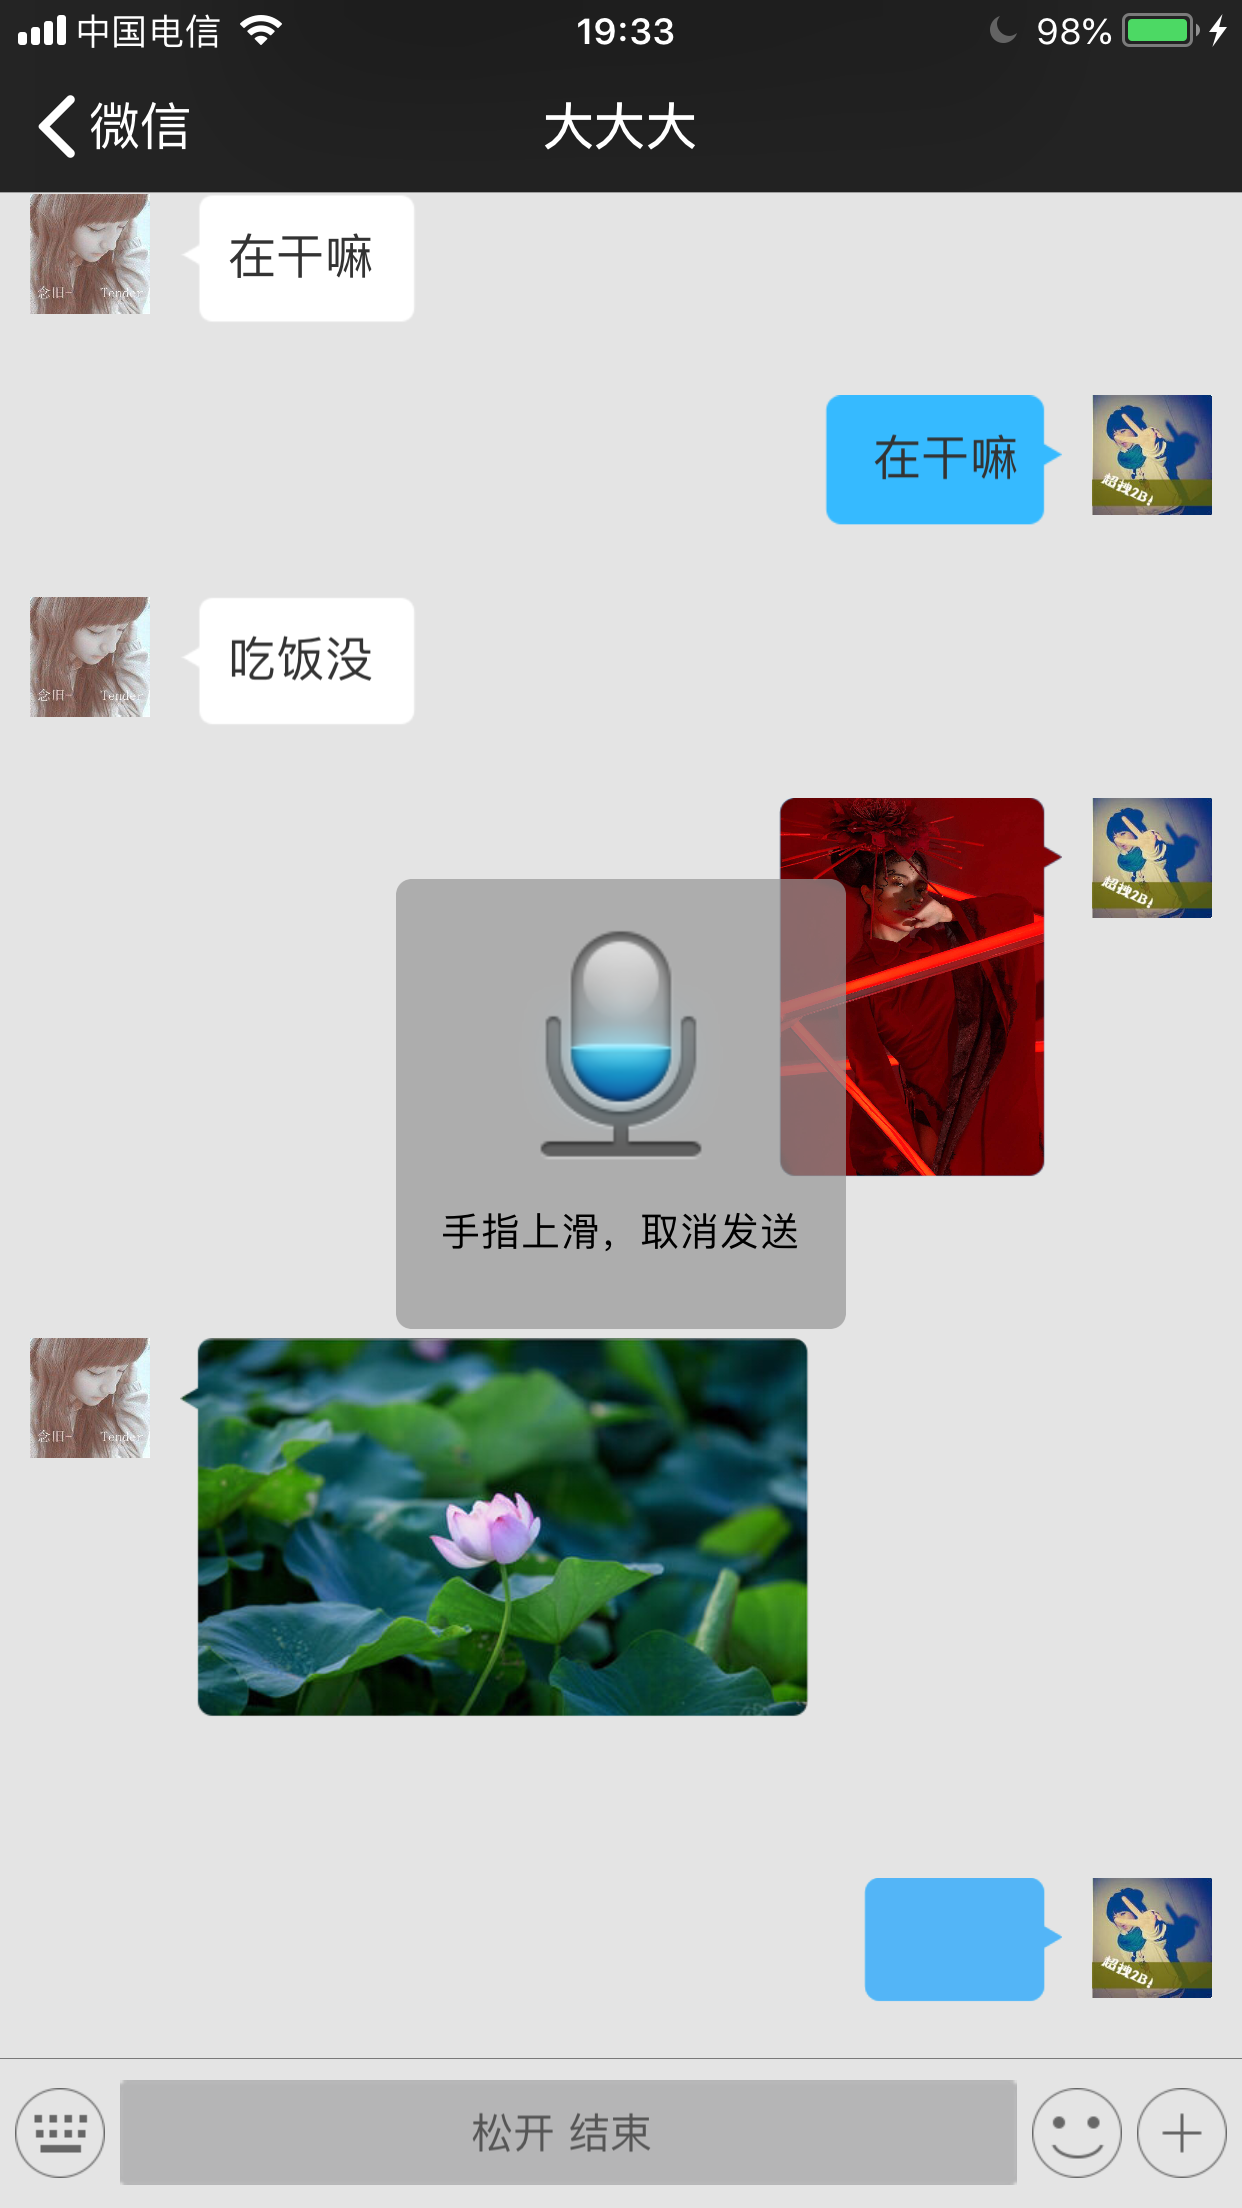 中国电信
19:33
98%
微信
大大大
在干嘛
念旧~ Tender
在干嘛
超拽2B!
吃饭没
念旧~ Tender
超拽2B!
手指上滑，取消发送
念旧~ Tender
超拽2B!
松开 结束